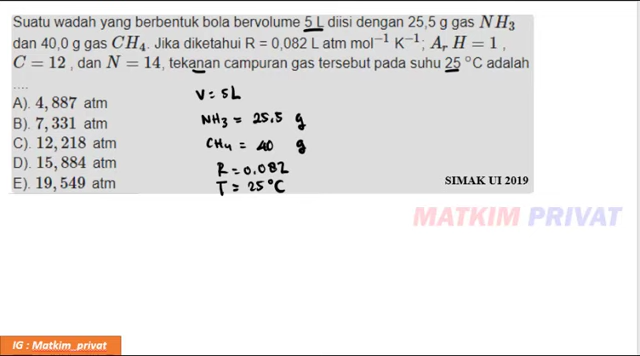 Suatu wadah yang berbentuk bola bervolume 5 L diisi dengan 25,5 g gas NH₃
dan 40,0 g gas CH₄. Jika diketahui R = 0,082 L atm mol⁻¹ K⁻¹; Aᵣ H = 1 ,
C = 12 , dan N = 14, tekanan campuran gas tersebut pada suhu 25 °C adalah
....
A). 4, 887 atm
B). 7, 331 atm
C). 12, 218 atm
D). 15, 884 atm
E). 19, 549 atm
V = 5L
NH₃ = 25.5 g
CH₄ = 40 g
R = 0.082
T = 25°C
SIMAK UI 2019
MATKIM PRIVAT
IG : Matkim_privat